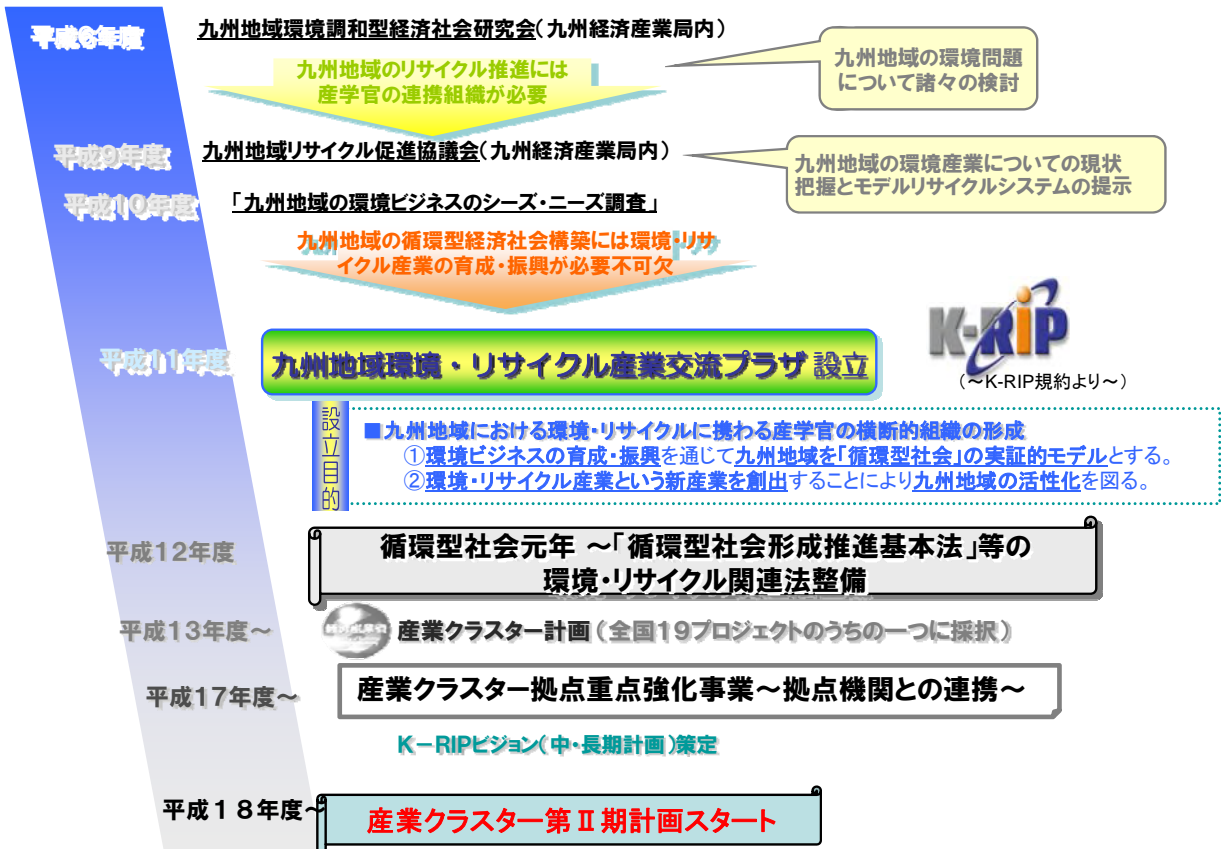 平成6年度
九州地域環境調和型経済社会研究会(九州経済産業局内)
九州地域のリサイクル推進には
産学官の連携組織が必要
九州地域の環境問題
について諸々の検討
平成9年度
九州地域リサイクル促進協議会(九州経済産業局内)
九州地域の環境産業についての現状
把握とモデルリサイクルシステムの提示
平成10年度
「九州地域の環境ビジネスのシーズ・ニーズ調査」
九州地域の循環型経済社会構築には環境・リサ
イクル産業の育成・振興が必要不可欠
K-RIP
平成11年度
九州地域環境・リサイクル産業交流プラザ 設立
(~K-RIP規約より~)
設立目的
■九州地域における環境・リサイクルに携わる産学官の横断的組織の形成
①環境ビジネスの育成・振興を通じて九州地域を「循環型社会」の実証的モデルとする。
②環境・リサイクル産業という新産業を創出することにより九州地域の活性化を図る。
平成12年度
循環型社会元年 ~「循環型社会形成推進基本法」等の
環境・リサイクル関連法整備
平成13年度~
経済産業省
産業クラスター計画(全国19プロジェクトのうちの一つに採択)
平成17年度~
産業クラスター拠点重点強化事業~拠点機関との連携~
K-RIPビジョン(中・長期計画)策定
平成18年度~
産業クラスター第Ⅱ期計画スタート